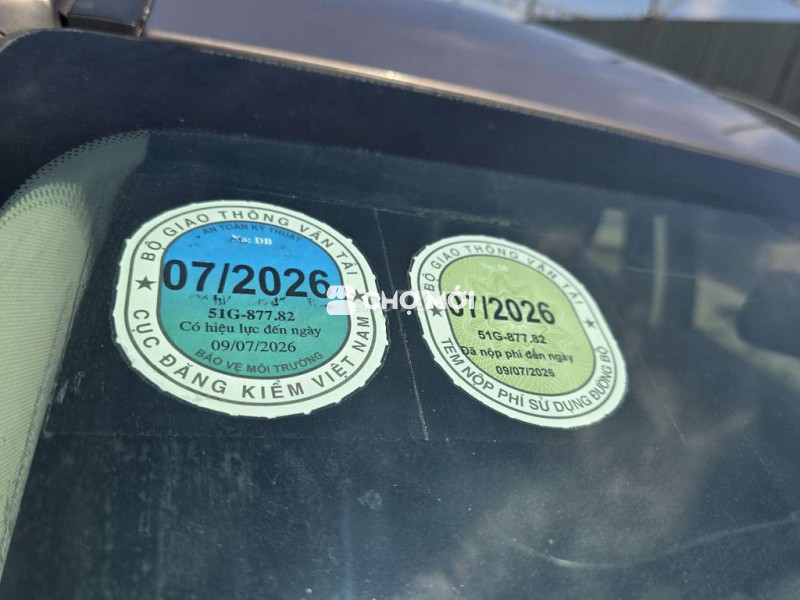 BỘ GIAO THÔNG VẬN TẢI
AN TOÀN KỸ THUẬT
No: DB
07/2026
51G-877.82
Có hiệu lực đến ngày
09/07/2026
BẢO VỆ MÔI TRƯỜNG
CỤC ĐĂNG KIỂM VIỆT NAM
CHỢ NỔI
BỘ GIAO THÔNG VẬN TẢI
07/2026
51G-877.82
Đã nộp phí đến ngày
09/07/2026
TEM NỘP PHÍ SỬ DỤNG ĐƯỜNG BỘ